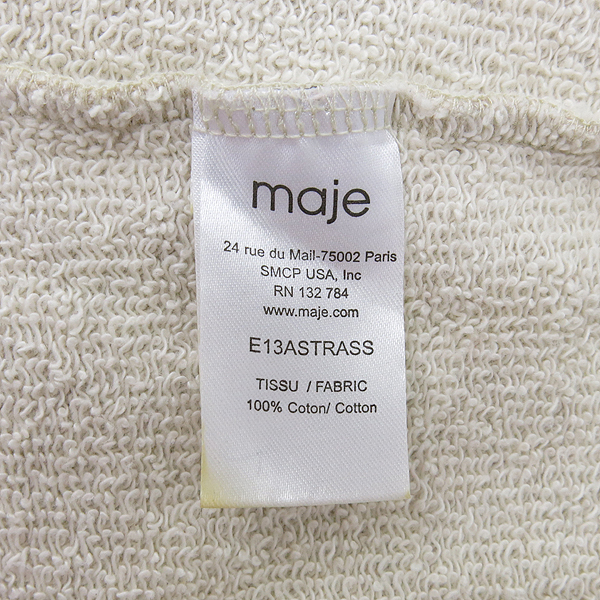 maje
24 rue du Mail-75002 Paris
SMCP USA, Inc
RN 132 784
www.maje.com
E13ASTRASS
TISSU / FABRIC
100% Coton/ Cotton